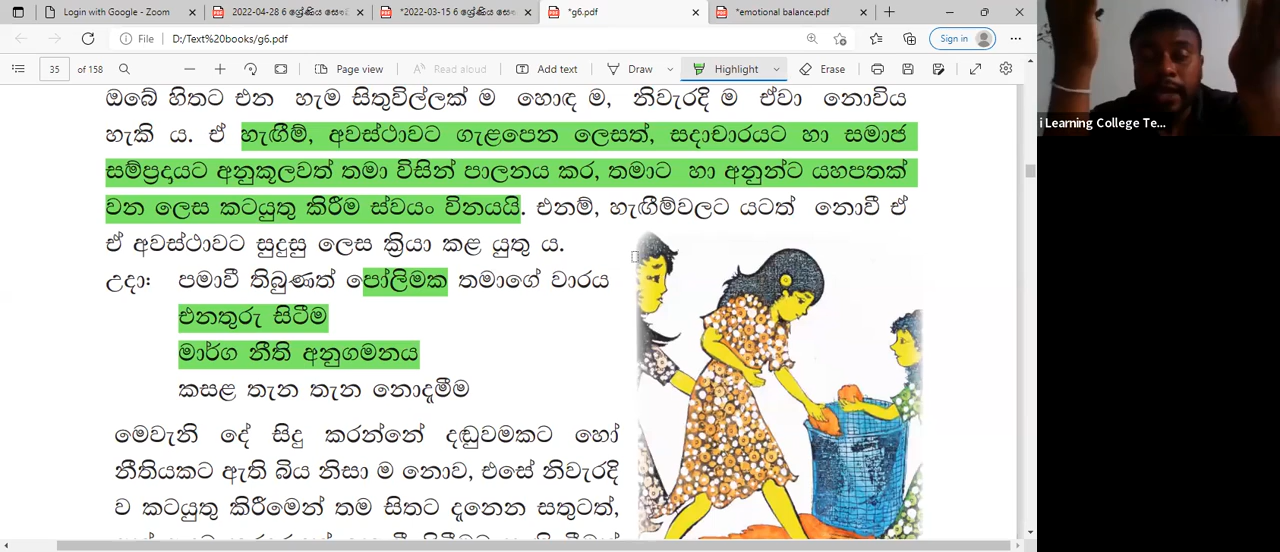 Login with Google - Zoom
2022-04-28 6 ශ්‍රේණිය සෞ
*2022-03-15 6 ශ්‍රේණිය සෞ
*g6.pdf
*emotional balance.pdf
File D:/Text%20books/g6.pdf
Sign in
35 of 158
Page view
Read aloud
Add text
Draw
Highlight
Erase
ඔබේ හිතට එන හැම සිතුවිල්ලක් ම හොඳ ම, නිවැරදි ම ඒවා නොවිය
හැකි ය. ඒ හැඟීම්, අවස්ථාවට ගැළපෙන ලෙසත්, සදාචාරයට හා සමාජ
සම්ප්‍රදායට අනුකූලවත් තමා විසින් පාලනය කර, තමාට හා අනුන්ට යහපතක්
වන ලෙස කටයුතු කිරීම ස්වයං විනයයි. එනම්, හැඟීම්වලට යටත් නොවී ඒ
ඒ අවස්ථාවට සුදුසු ලෙස ක්‍රියා කළ යුතු ය.
උදා: පමාවී තිබුණත් පෝලිමක තමාගේ වාරය
එනතුරු සිටීම
මාර්ග නීති අනුගමනය
කසළ තැන තැන නොදැමීම
මෙවැනි දේ සිදු කරන්නේ දඬුවමකට හෝ
නීතියකට ඇති බිය නිසා ම නොව, එසේ නිවැරදි
ව කටයුතු කිරීමෙන් තම සිතට දැනෙන සතුටත්,
i Learning College Te...